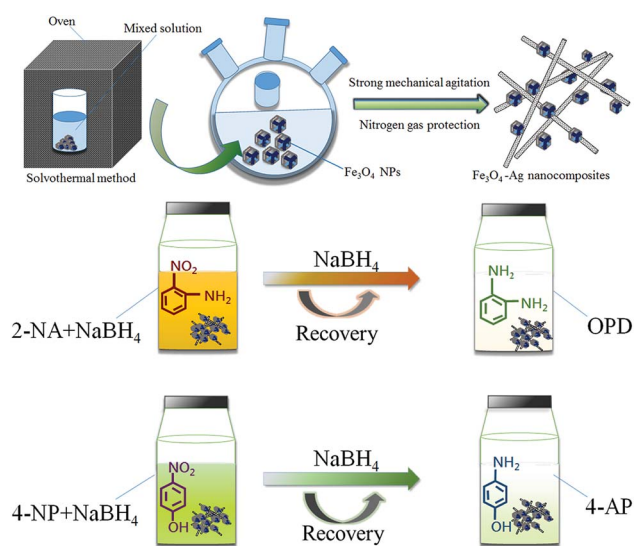 Oven
Mixed solution
Strong mechanical agitation
Nitrogen gas protection
Solvothermal method
Fe₃O₄ NPs
Fe₃O₄-Ag nanocomposites
NaBH₄
NO₂
NH₂
NH₂
NH₂
2-NA+NaBH₄
Recovery
OPD
NaBH₄
NO₂
NH₂
4-NP+NaBH₄
OH
OH
4-AP
Recovery